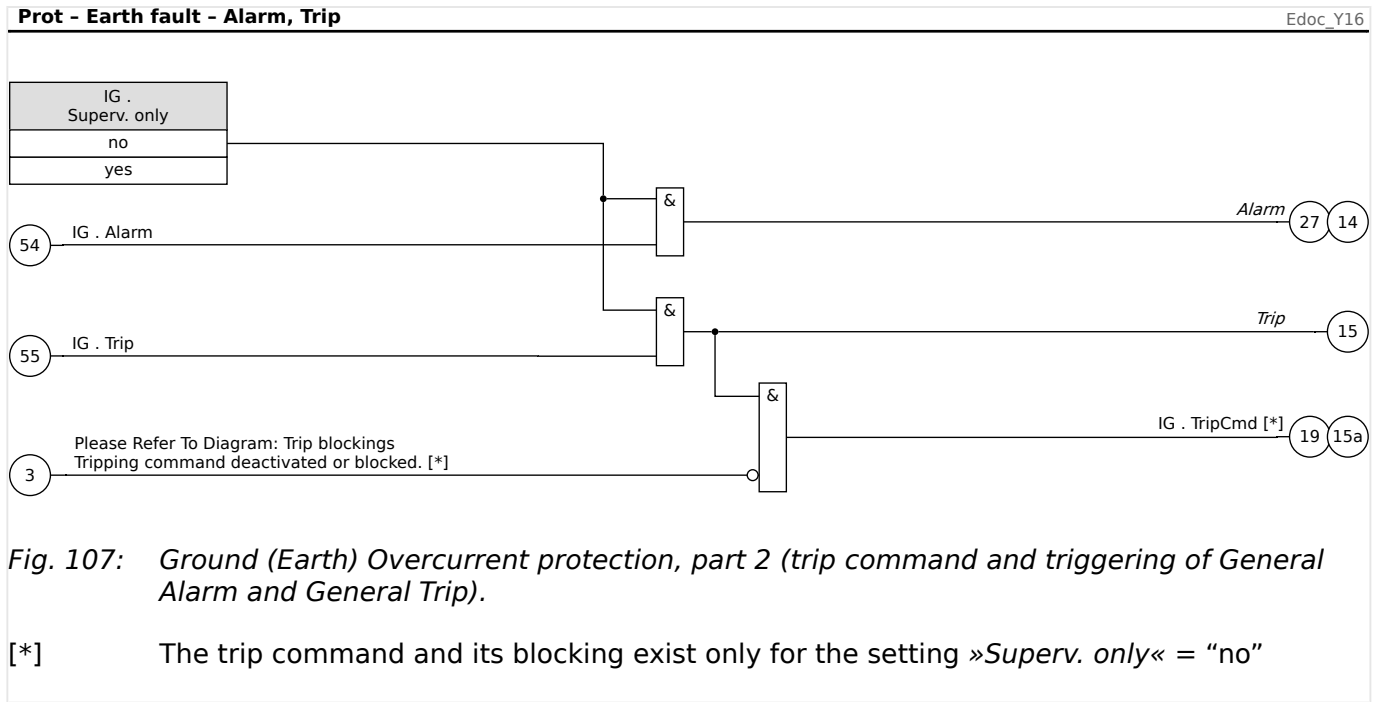 Prot – Earth fault – Alarm, Trip
Edoc_Y16
IG .
Superv. only
no
yes
&
Alarm
27
14
54
IG . Alarm
&
Trip
15
55
IG . Trip
&
IG . TripCmd [*]
19
15a
Please Refer To Diagram: Trip blockings
3
Tripping command deactivated or blocked. [*]
Fig. 107: Ground (Earth) Overcurrent protection, part 2 (trip command and triggering of General
Alarm and General Trip).
[*] The trip command and its blocking exist only for the setting »Superv. only« = “no”